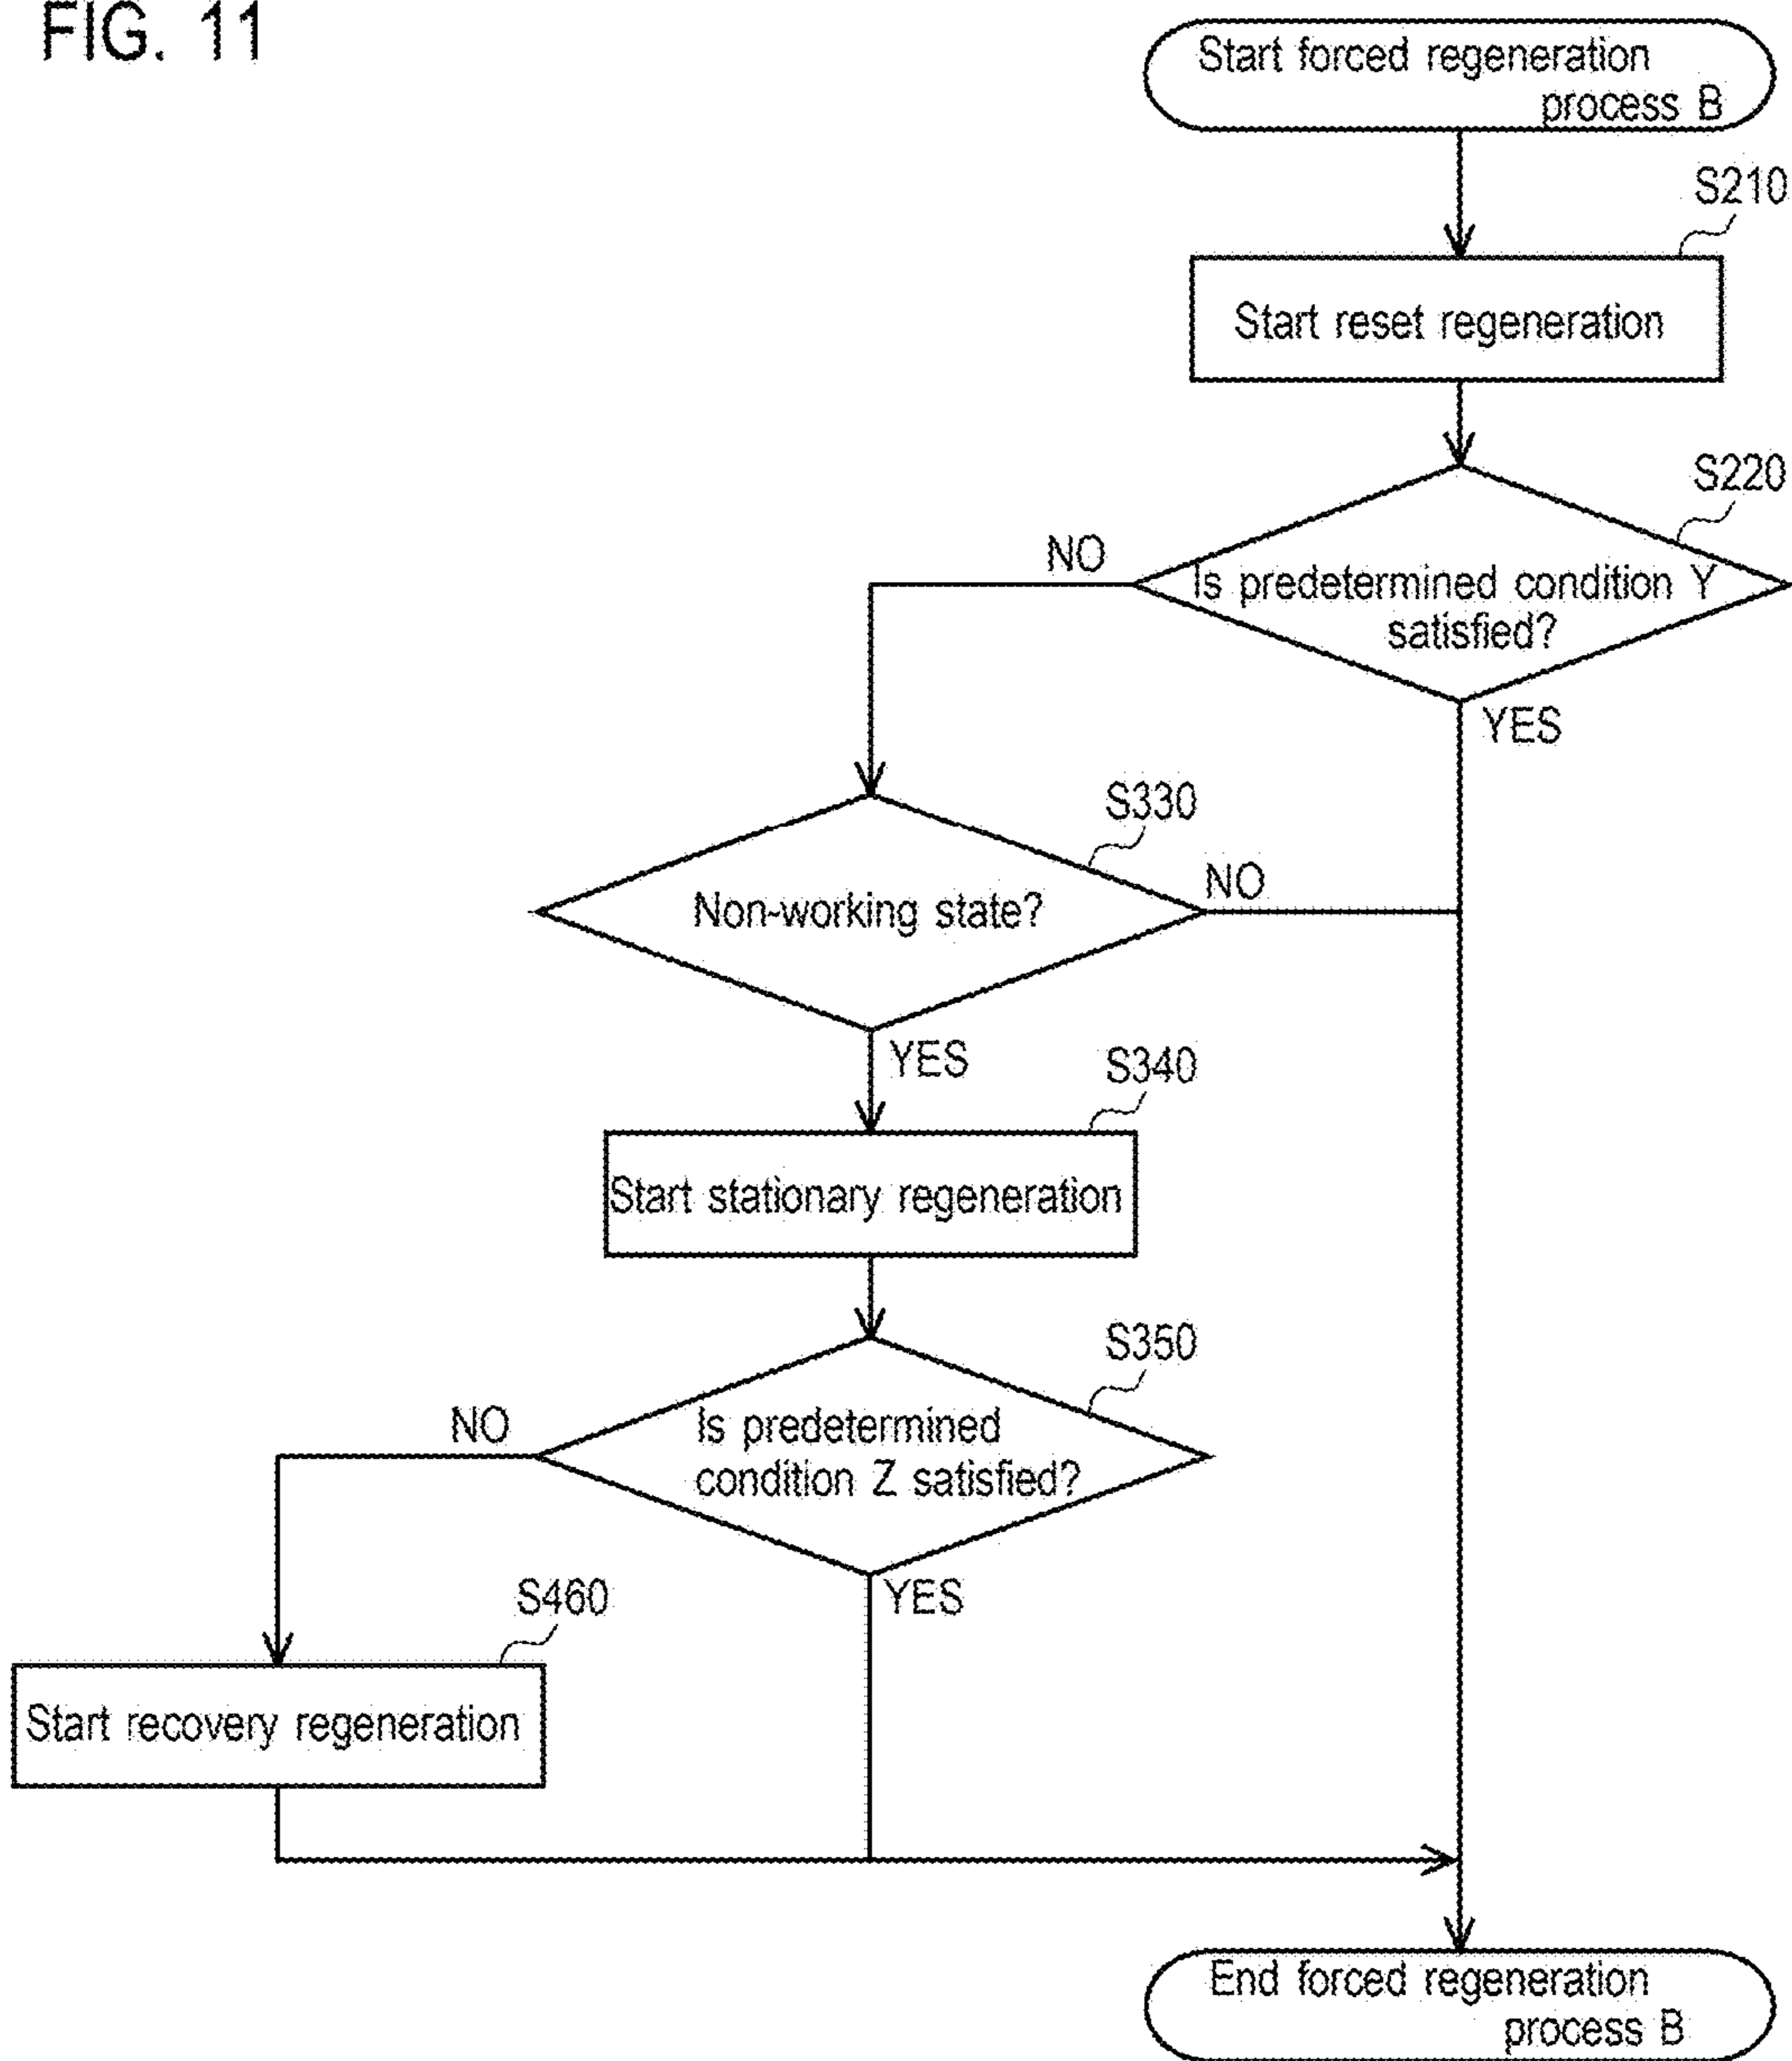 FIG. 11
Start forced regeneration
process B
S210
Start reset regeneration
S220
NO
Is predetermined condition Y
satisfied?
YES
S330
NO
Non-working state?
YES
S340
Start stationary regeneration
S350
NO
Is predetermined
condition Z satisfied?
YES
S460
Start recovery regeneration
End forced regeneration
process B